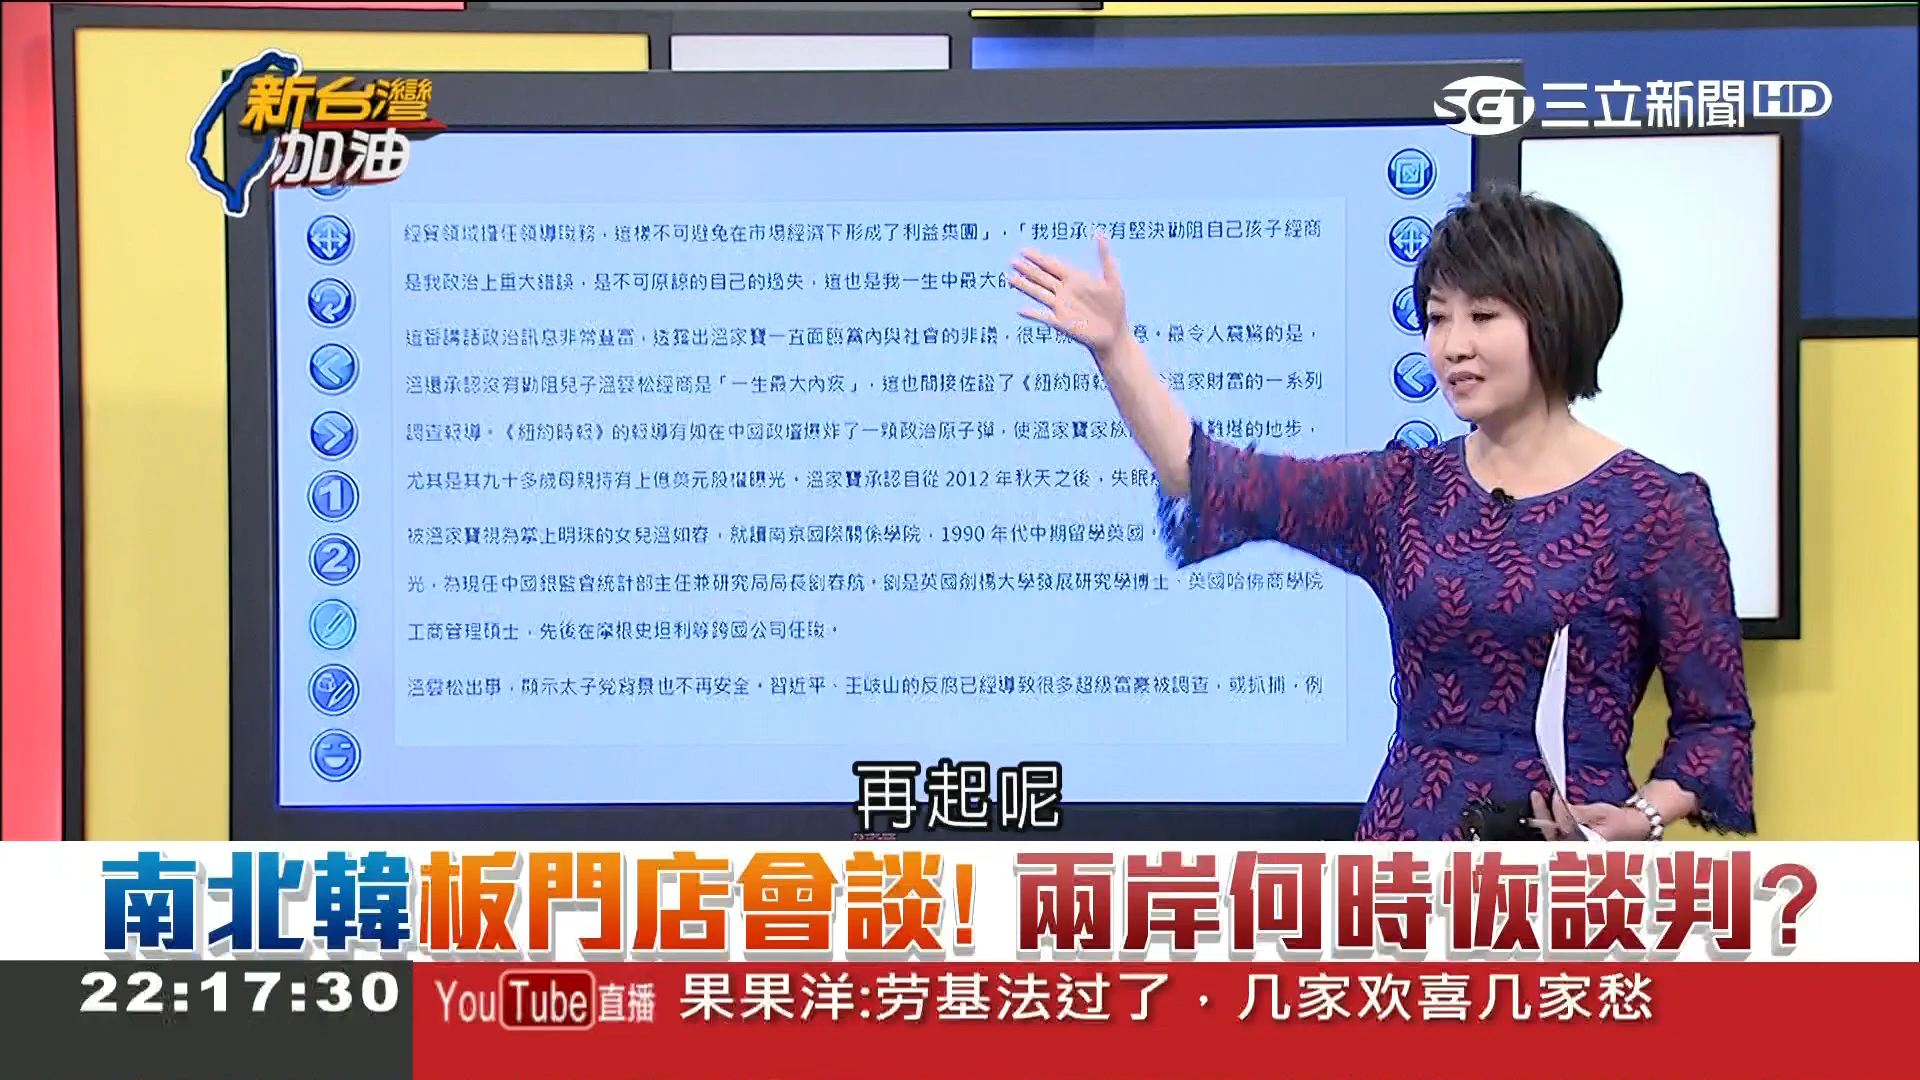 新台灣
加油
SET三立新聞HD
經貿領域擔任領導職務，這樣不可避免在市場經濟下形成了利益集團」，「我坦承沒有堅決勸阻自己孩子經商
是我政治上重大錯誤，是不可原諒的自己的過失，這也是我一生中最大的
這番講話政治訊息非常豐富，透露出溫家寶一直面臨黨內與社會的非議，很早 意。最令人震驚的是，
溫還承認沒有勸阻兒子溫雲松經商是「一生最大內疚」，這也間接佐證了《紐約時報 溫家財富的一系列
調查報導。《紐約時報》的報導有如在中國政壇爆炸了一顆政治原子彈，使溫家寶家族 難堪的地步，
尤其是其九十多歲母親持有上億美元股權曝光。溫家寶承認自從 2012 年秋天之後，失眠
被溫家寶視為掌上明珠的女兒溫如春，就讀南京國際關係學院，1990 年代中期留學美國，
光，為現任中國銀監會統計部主任兼研究局局長劉春航。劉是英國劍橋大學發展研究學博士、美國哈佛商學院
工商管理碩士，先後在摩根史坦利等跨國公司任職。
溫雲松出事，顯示太子党背景也不再安全。習近平、王岐山的反腐已經導致很多超級富豪被調查，或抓捕，例
1
2
再起呢
南北韓板門店會談! 兩岸何時恢談判?
22:17:30 YouTube直播 果果洋:劳基法过了，几家欢喜几家愁